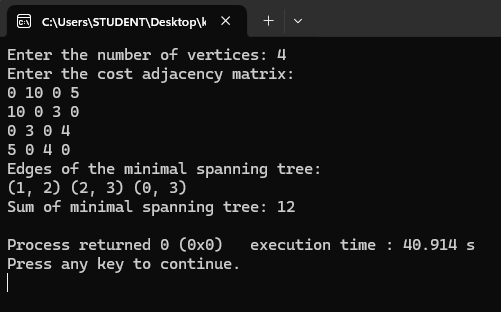 C:\Users\STUDENT\Desktop\k
Enter the number of vertices: 4
Enter the cost adjacency matrix:
0 10 0 5
10 0 3 0
0 3 0 4
5 0 4 0
Edges of the minimal spanning tree:
(1, 2) (2, 3) (0, 3)
Sum of minimal spanning tree: 12
Process returned 0 (0x0)   execution time : 40.914 s
Press any key to continue.